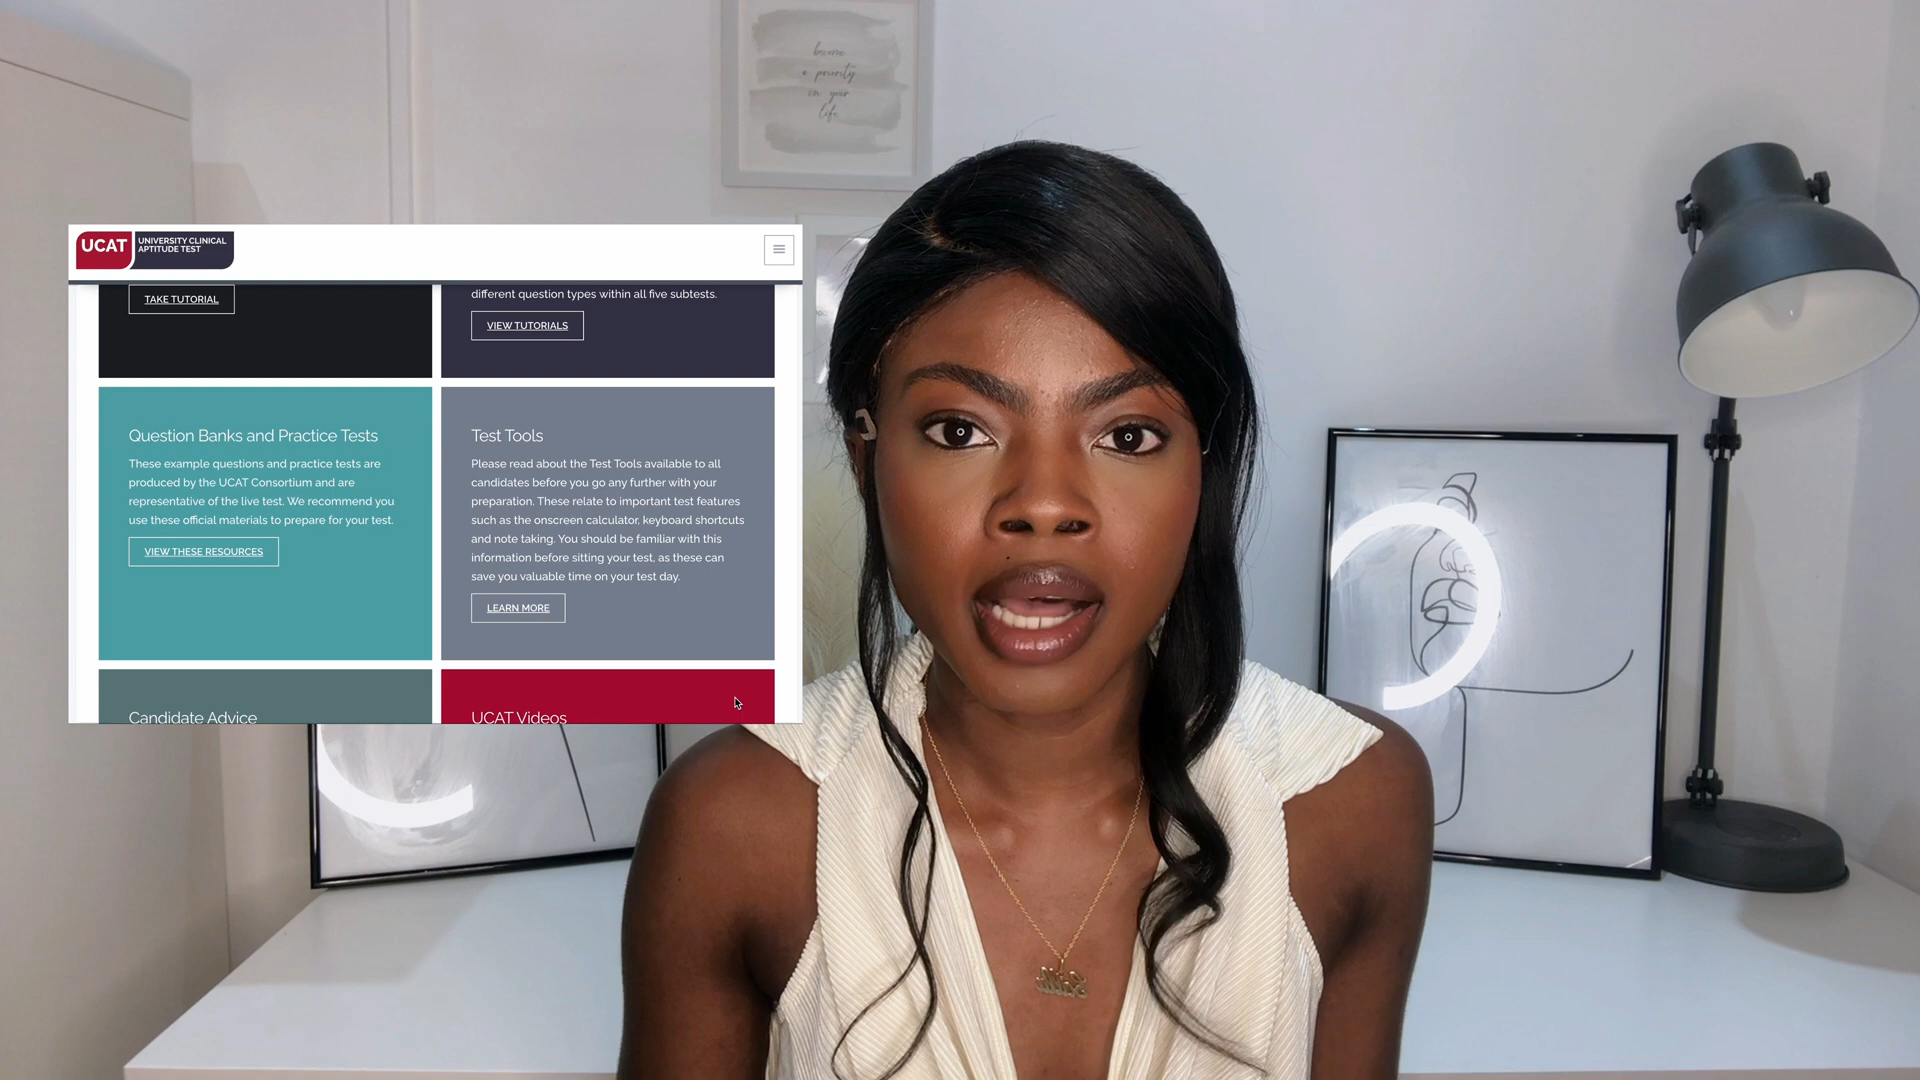 become
a priority
in your
life
UCAT
UNIVERSITY CLINICAL
APTITUDE TEST
TAKE TUTORIAL
different question types within all five subtests.
VIEW TUTORIALS
Question Banks and Practice Tests
These example questions and practice tests are
produced by the UCAT Consortium and are
representative of the live test. We recommend you
use these official materials to prepare for your test.
VIEW THESE RESOURCES
Test Tools
Please read about the Test Tools available to all
candidates before you go any further with your
preparation. These relate to important test features
such as the onscreen calculator, keyboard shortcuts
and note taking. You should be familiar with this
information before sitting your test, as these can
save you valuable time on your test day.
LEARN MORE
Candidate Advice
UCAT Videos